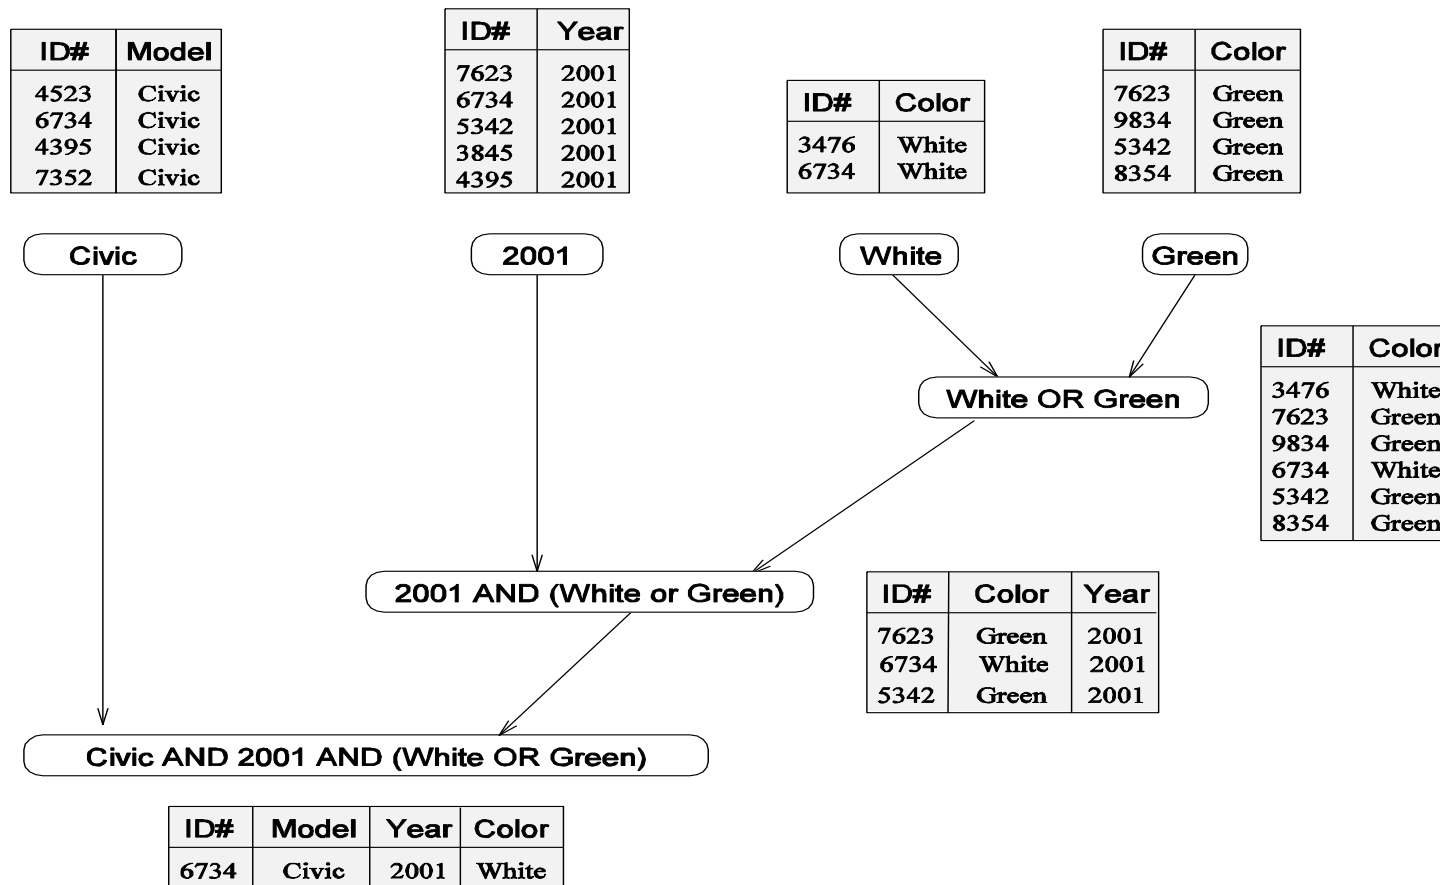 ID# Model
4523 Civic
6734 Civic
4395 Civic
7352 Civic
ID# Year
7623 2001
6734 2001
5342 2001
3845 2001
4395 2001
ID# Color
3476 White
6734 White
ID# Color
7623 Green
9834 Green
5342 Green
8354 Green
Civic
2001
White
Green
White OR Green
ID# Color
3476 White
7623 Green
9834 Green
6734 White
5342 Green
8354 Green
2001 AND (White or Green)
ID# Color Year
7623 Green 2001
6734 White 2001
5342 Green 2001
Civic AND 2001 AND (White OR Green)
ID# Model Year Color
6734 Civic 2001 White